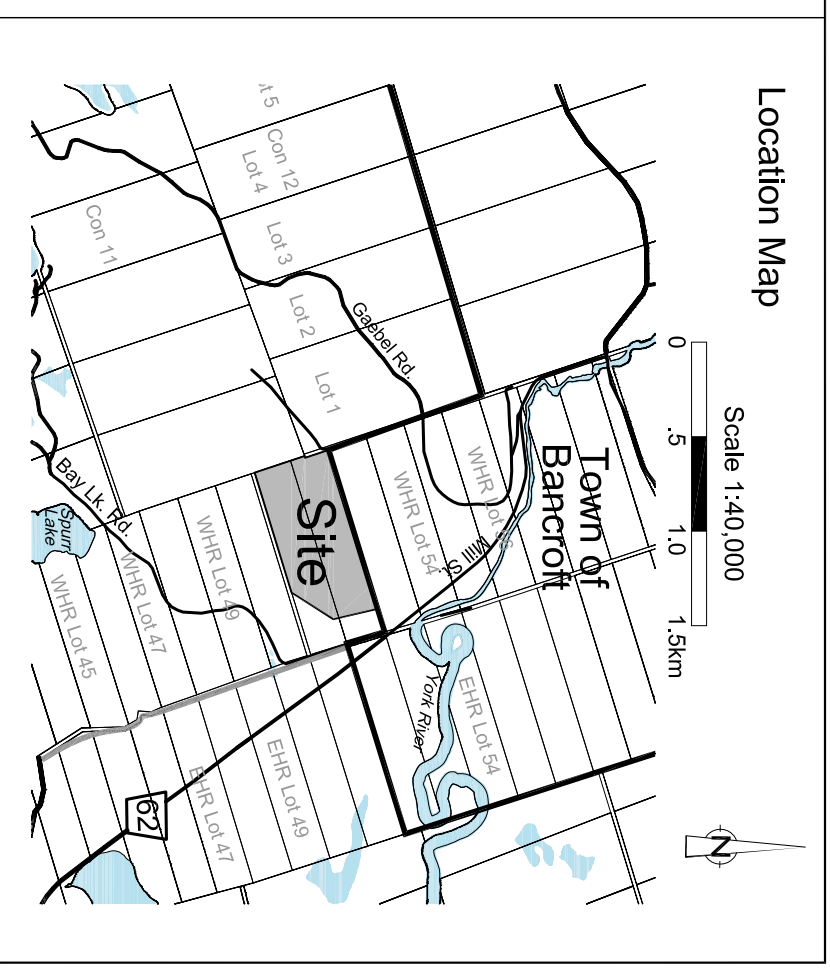 Location Map
Scale 1:40,000
0
.5
1.0
1.5km
N
Town of
Bancroft
Mill St.
WHR Lot 54
EHR Lot 54
York River
Gaebel Rd.
t 5
Con 12
Lot 4
Lot 3
Lot 2
Lot 1
Con 11
Site
Bay Lk. Rd.
Spurr
Lake
WHR Lot 49
WHR Lot 47
WHR Lot 45
EHR Lot 49
EHR Lot 47
62